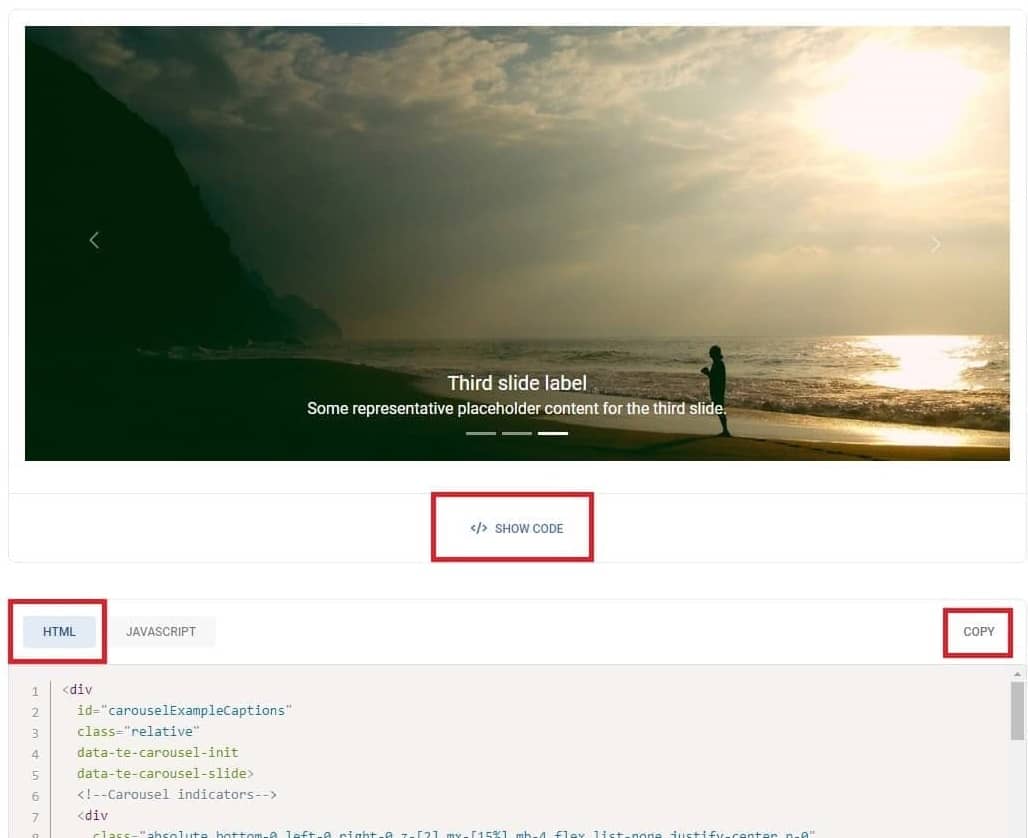 Third slide label
Some representative placeholder content for the third slide.
</> SHOW CODE
HTML JAVASCRIPT COPY
1 <div
2 id="carouselExampleCaptions"
3 class="relative"
4 data-te-carousel-init
5 data-te-carousel-slide>
6 <!--Carousel indicators-->
7 <div
8 class="absolute bottom-0 left-0 right-0 z-[2] mx-[15%] mb-4 flex list-none justify-center p-0"